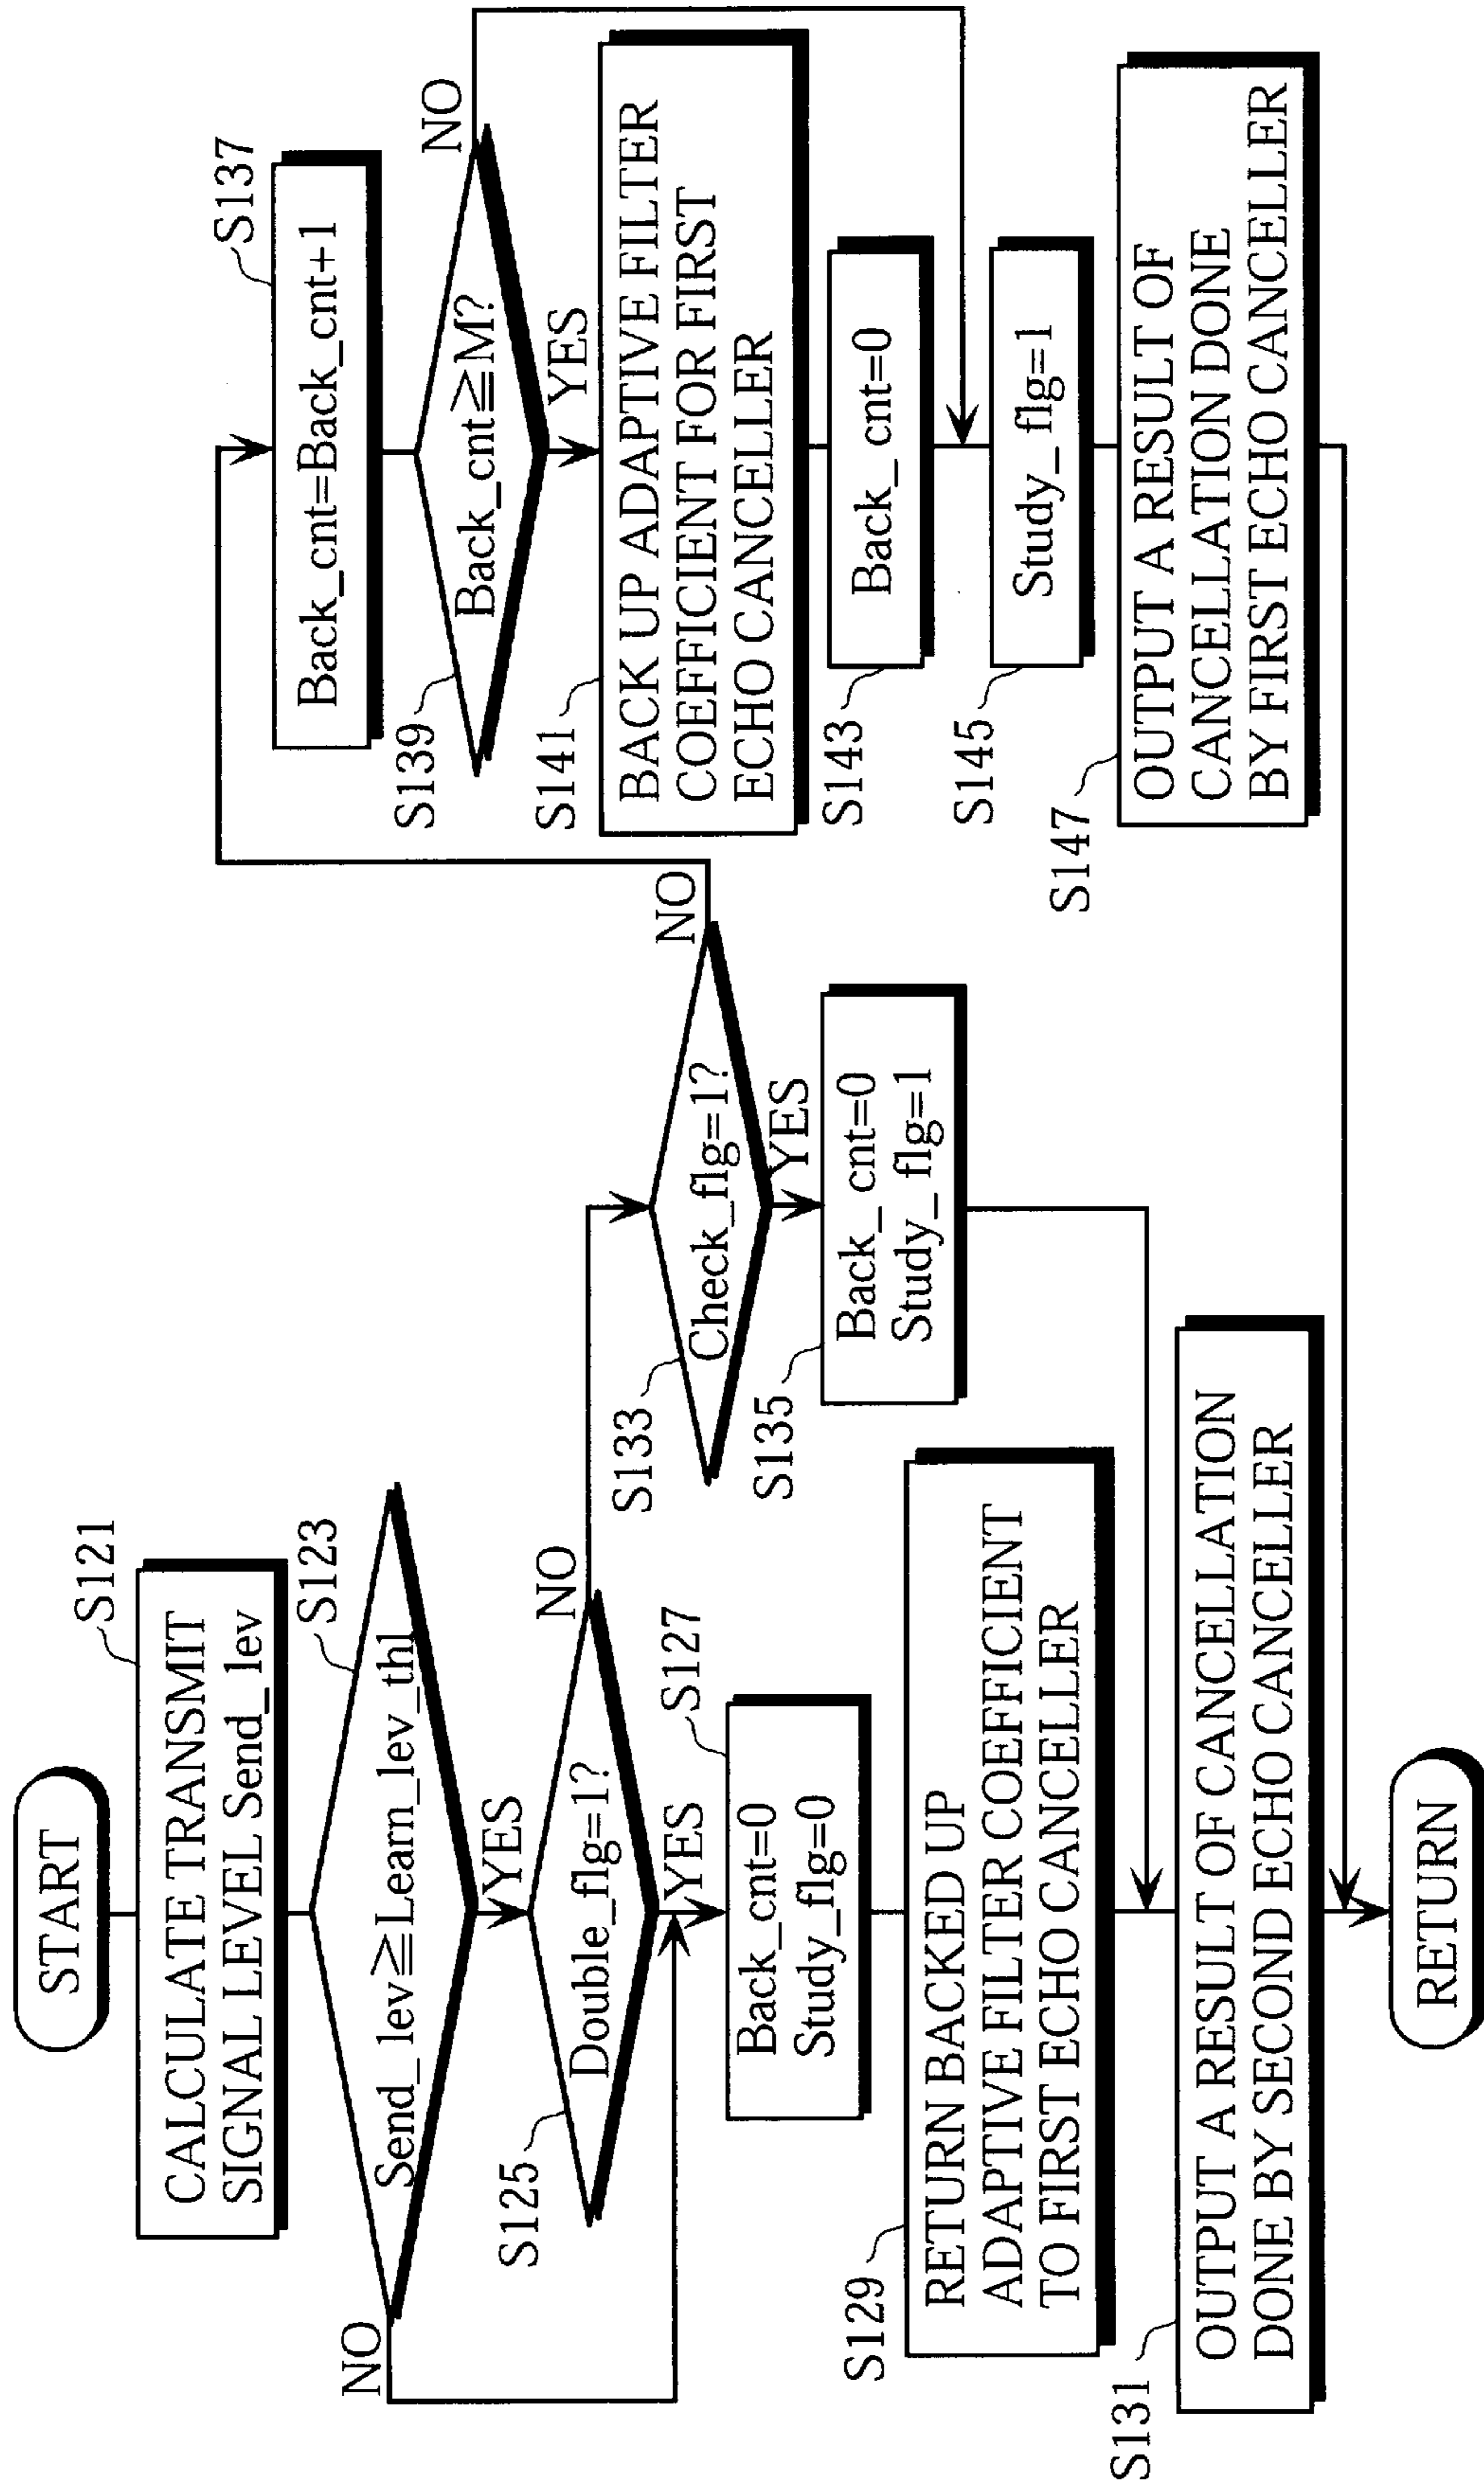 START
S121
CALCULATE TRANSMIT
SIGNAL LEVEL Send_lev
S123
Send_lev≧Learn_lev_thl
NO
YES
S125
Double_flg=1?
NO
YES
S127
Back_cnt=0
Study_flg=0
S129
RETURN BACKED UP
ADAPTIVE FILTER COEFFICIENT
TO FIRST ECHO CANCELLER
S131
OUTPUT A RESULT OF CANCELLATION
DONE BY SECOND ECHO CANCELLER
RETURN
S133
Check_flg=1?
NO
YES
S135
Back_cnt=0
Study_flg=1
S137
Back_cnt=Back_cnt+1
S139
Back_cnt≧M?
NO
YES
S141
BACK UP ADAPTIVE FILTER
COEFFICIENT FOR FIRST
ECHO CANCELLER
S143
Back_cnt=0
S145
Study_flg=1
S147
OUTPUT A RESULT OF
CANCELLATION DONE
BY FIRST ECHO CANCELLER